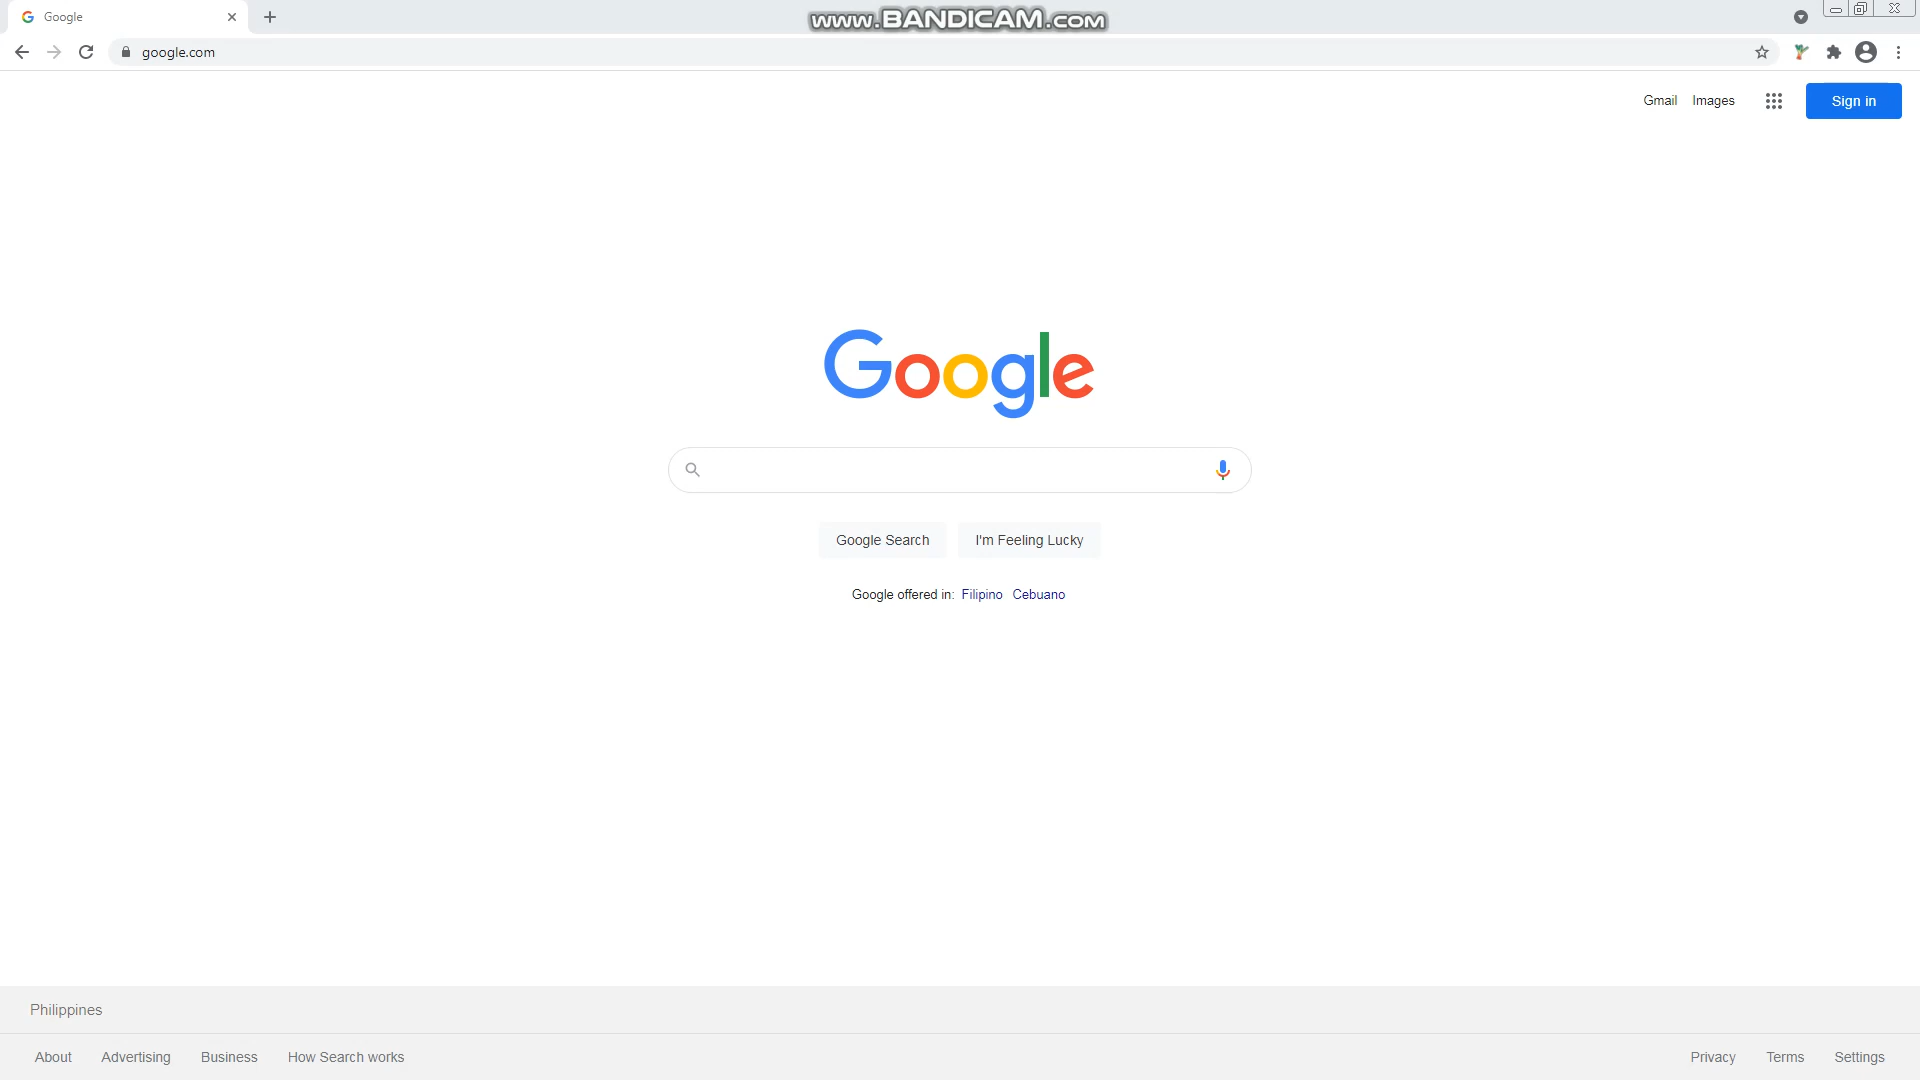 Google
www.BANDICAM.com
google.com
Gmail Images Sign in
Google
Google Search I'm Feeling Lucky
Google offered in: Filipino Cebuano
Philippines
About Advertising Business How Search works Privacy Terms Settings